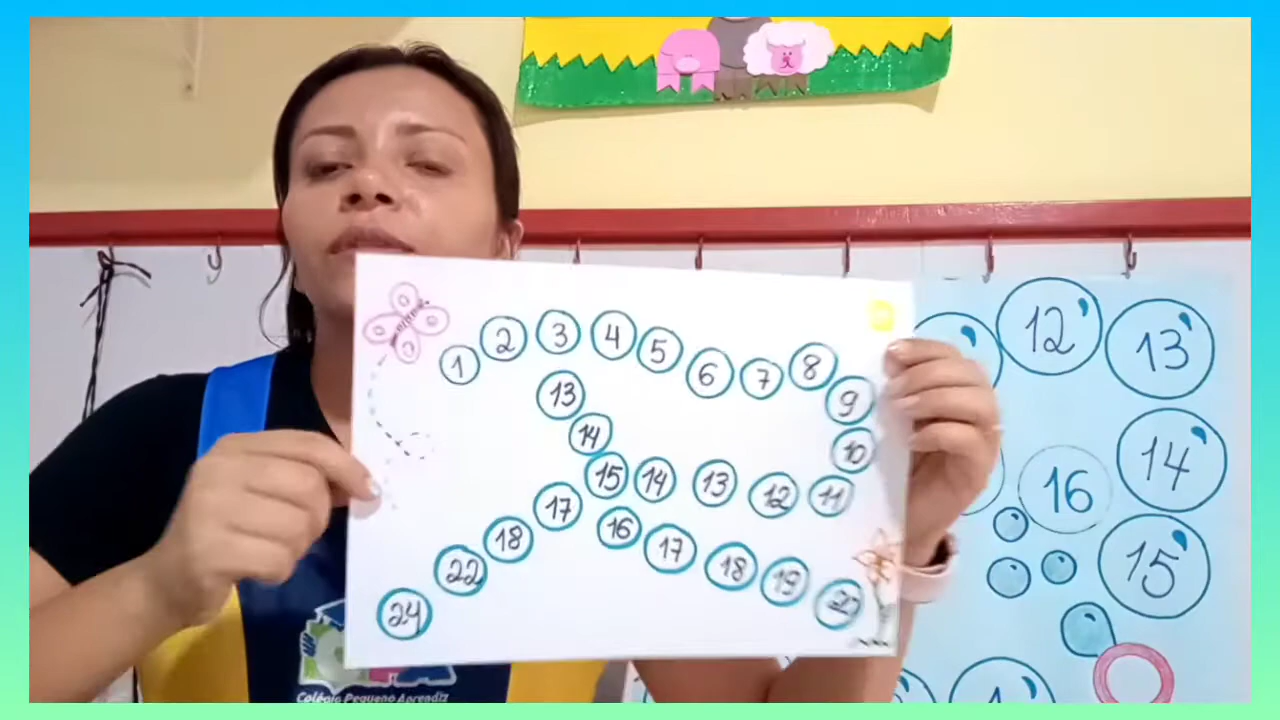 1 2 3 4 5 6 7 8
13 9
14 10
15 14 13 12 11
17 16
18 17 18 19
22
24
12 13
16 14
15
Colégio Pequeno Aprendiz